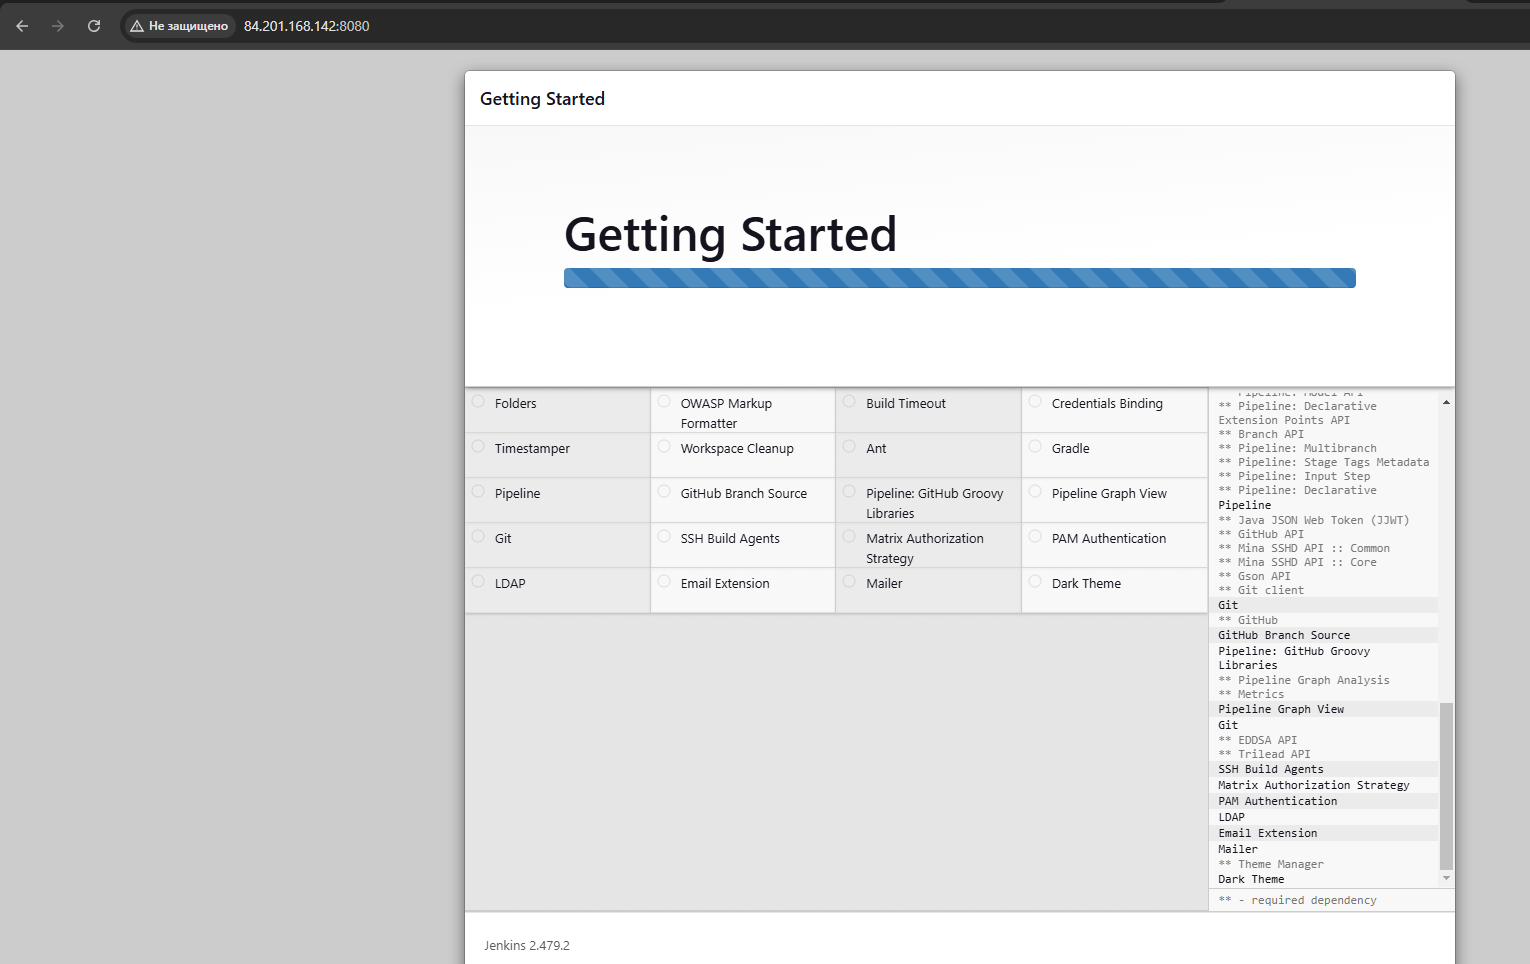 Не защищено
84.201.168.142:8080
Getting Started
Getting Started
Folders
OWASP Markup
Formatter
Build Timeout
Credentials Binding
Timestamper
Workspace Cleanup
Ant
Gradle
Pipeline
GitHub Branch Source
Pipeline: GitHub Groovy
Libraries
Pipeline Graph View
Git
SSH Build Agents
Matrix Authorization
Strategy
PAM Authentication
LDAP
Email Extension
Mailer
Dark Theme
** Pipeline: Model API
** Pipeline: Declarative
Extension Points API
** Branch API
** Pipeline: Multibranch
** Pipeline: Stage Tags Metadata
** Pipeline: Input Step
** Pipeline: Declarative
Pipeline
** Java JSON Web Token (JJWT)
** GitHub API
** Mina SSHD API :: Common
** Mina SSHD API :: Core
** Gson API
** Git client
Git
** GitHub
GitHub Branch Source
Pipeline: GitHub Groovy
Libraries
** Pipeline Graph Analysis
** Metrics
Pipeline Graph View
Git
** EDDSA API
** Trilead API
SSH Build Agents
Matrix Authorization Strategy
PAM Authentication
LDAP
Email Extension
Mailer
** Theme Manager
Dark Theme
** - required dependency
Jenkins 2.479.2